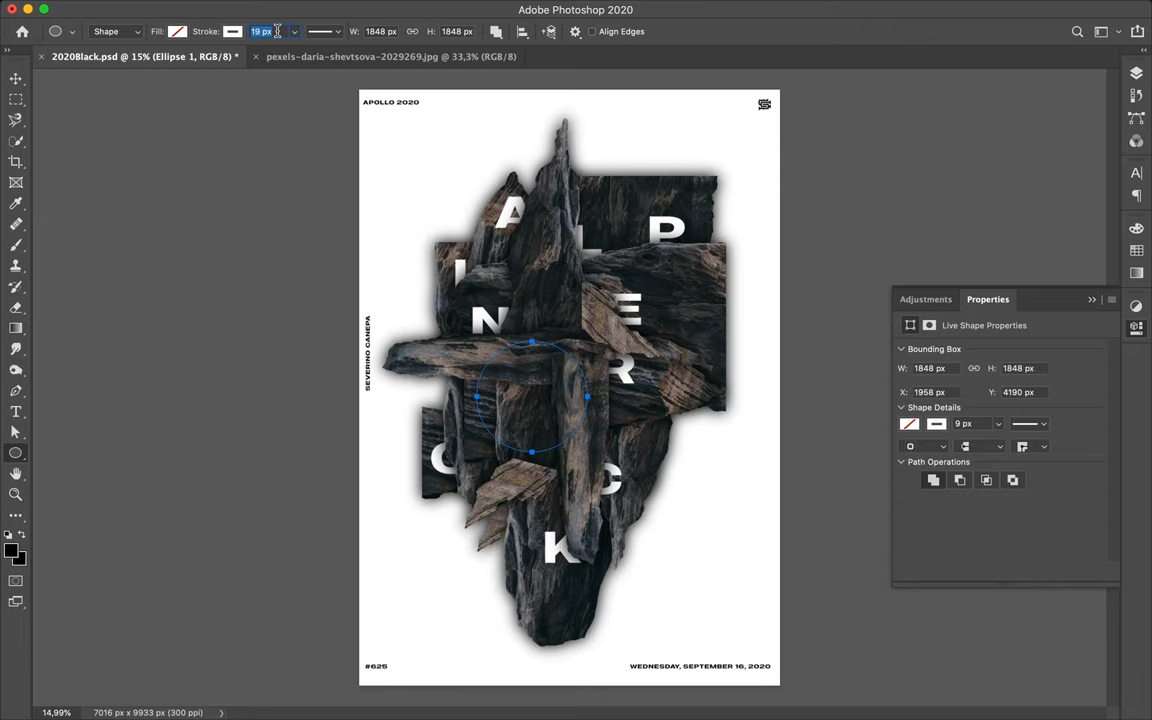 Adobe Photoshop 2020
Shape Fill: Stroke: 19 px W: 1848 px H: 1848 px Align Edges
2020Black.psd @ 15% (Ellipse 1, RGB/8) * pexels-daria-shevtsova-2029269.jpg @ 33,3% (RGB/8)
APOLLO 2020
A
L P
I
N E
R
SEVERINO CANEPA
C
K
#625 WEDNESDAY, SEPTEMBER 16, 2020
Adjustments Properties
Live Shape Properties
Bounding Box
W: 1848 px H: 1848 px
X: 1958 px Y: 4190 px
Shape Details
9 px
Path Operations
14,99% 7016 px x 9933 px (300 ppi)